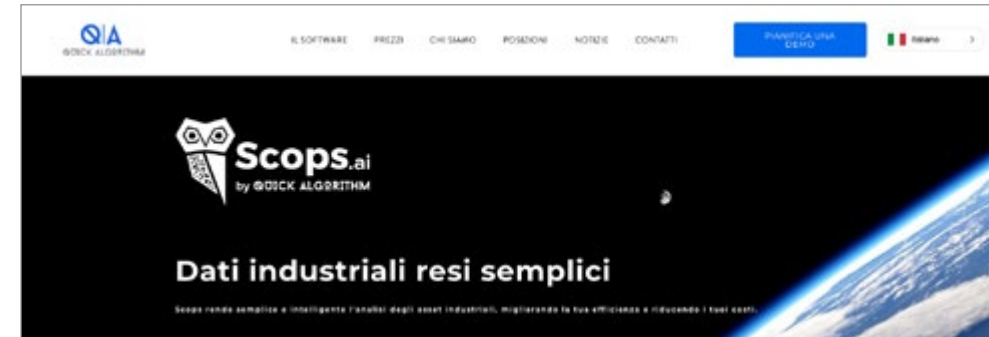 Q|A
QUICK ALGORITHM
IL SOFTWARE PREZZI CHI SIAMO POSIZIONI NOTIZIE CONTATTI
PIANIFICA UNA
DEMO
Italiano
Scops.ai
by QUICK ALGORITHM
Dati industriali resi semplici
Scops rende semplice e intelligente l'analisi degli asset industriali, migliorando la tua efficienza e riducendo i tuoi costi.